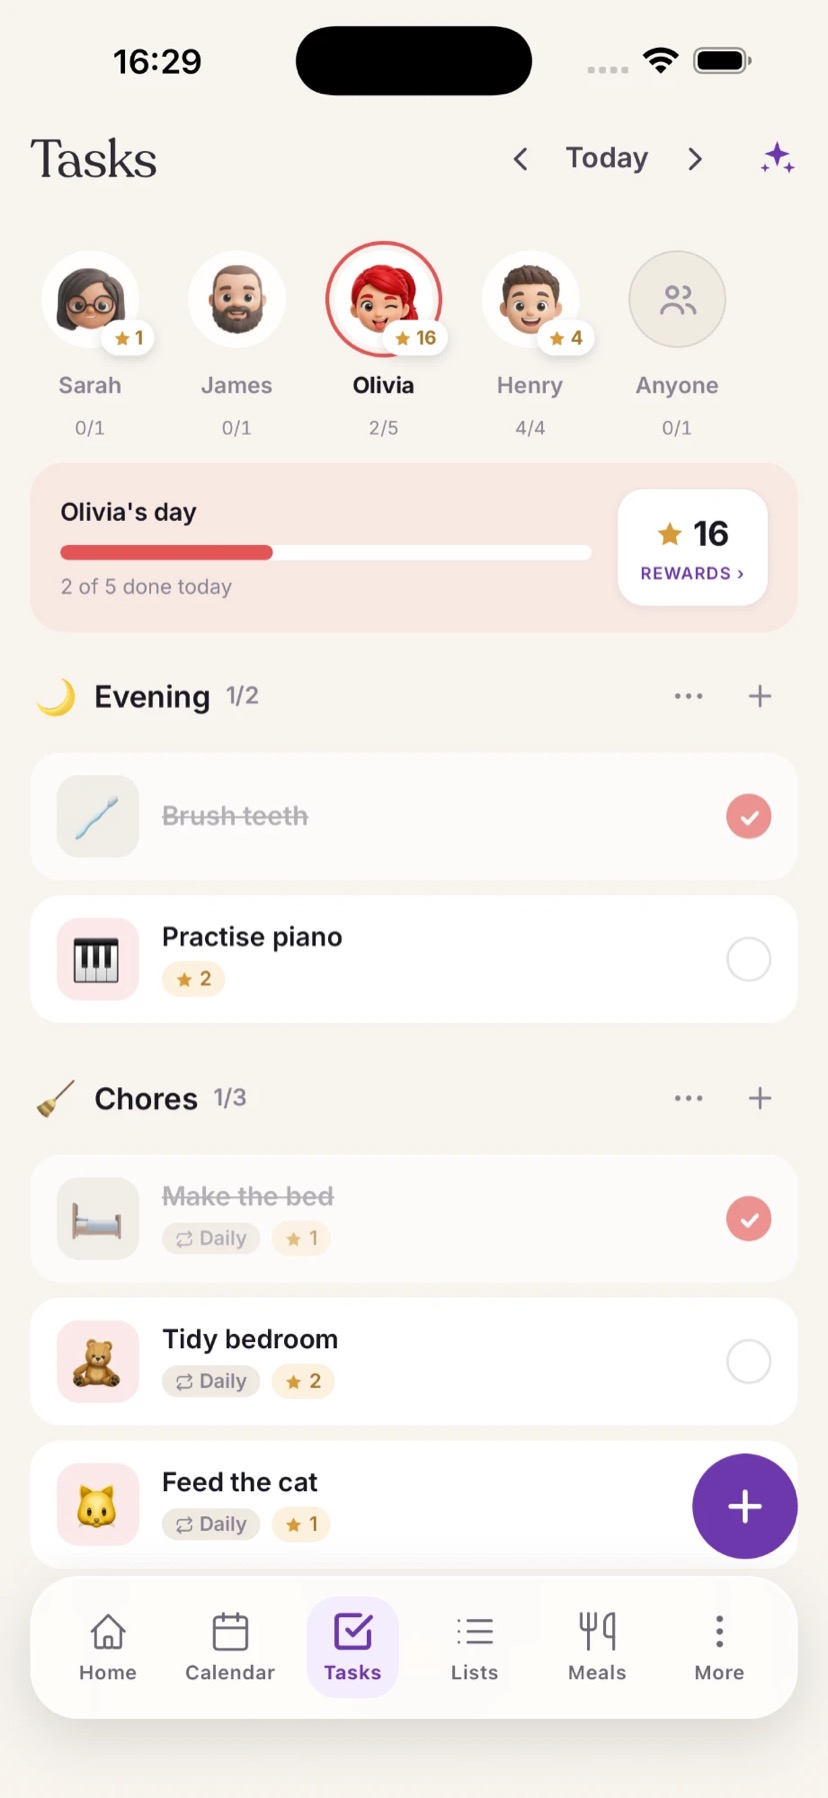 16:29
Tasks
Today
1
16
4
Sarah
James
Olivia
Henry
Anyone
0/1
0/1
2/5
4/4
0/1
Olivia's day
2 of 5 done today
16
REWARDS ›
Evening 1/2
Brush teeth
Practise piano
2
Chores 1/3
Make the bed
Daily 1
Tidy bedroom
Daily 2
Feed the cat
Daily 1
Home
Calendar
Tasks
Lists
Meals
More